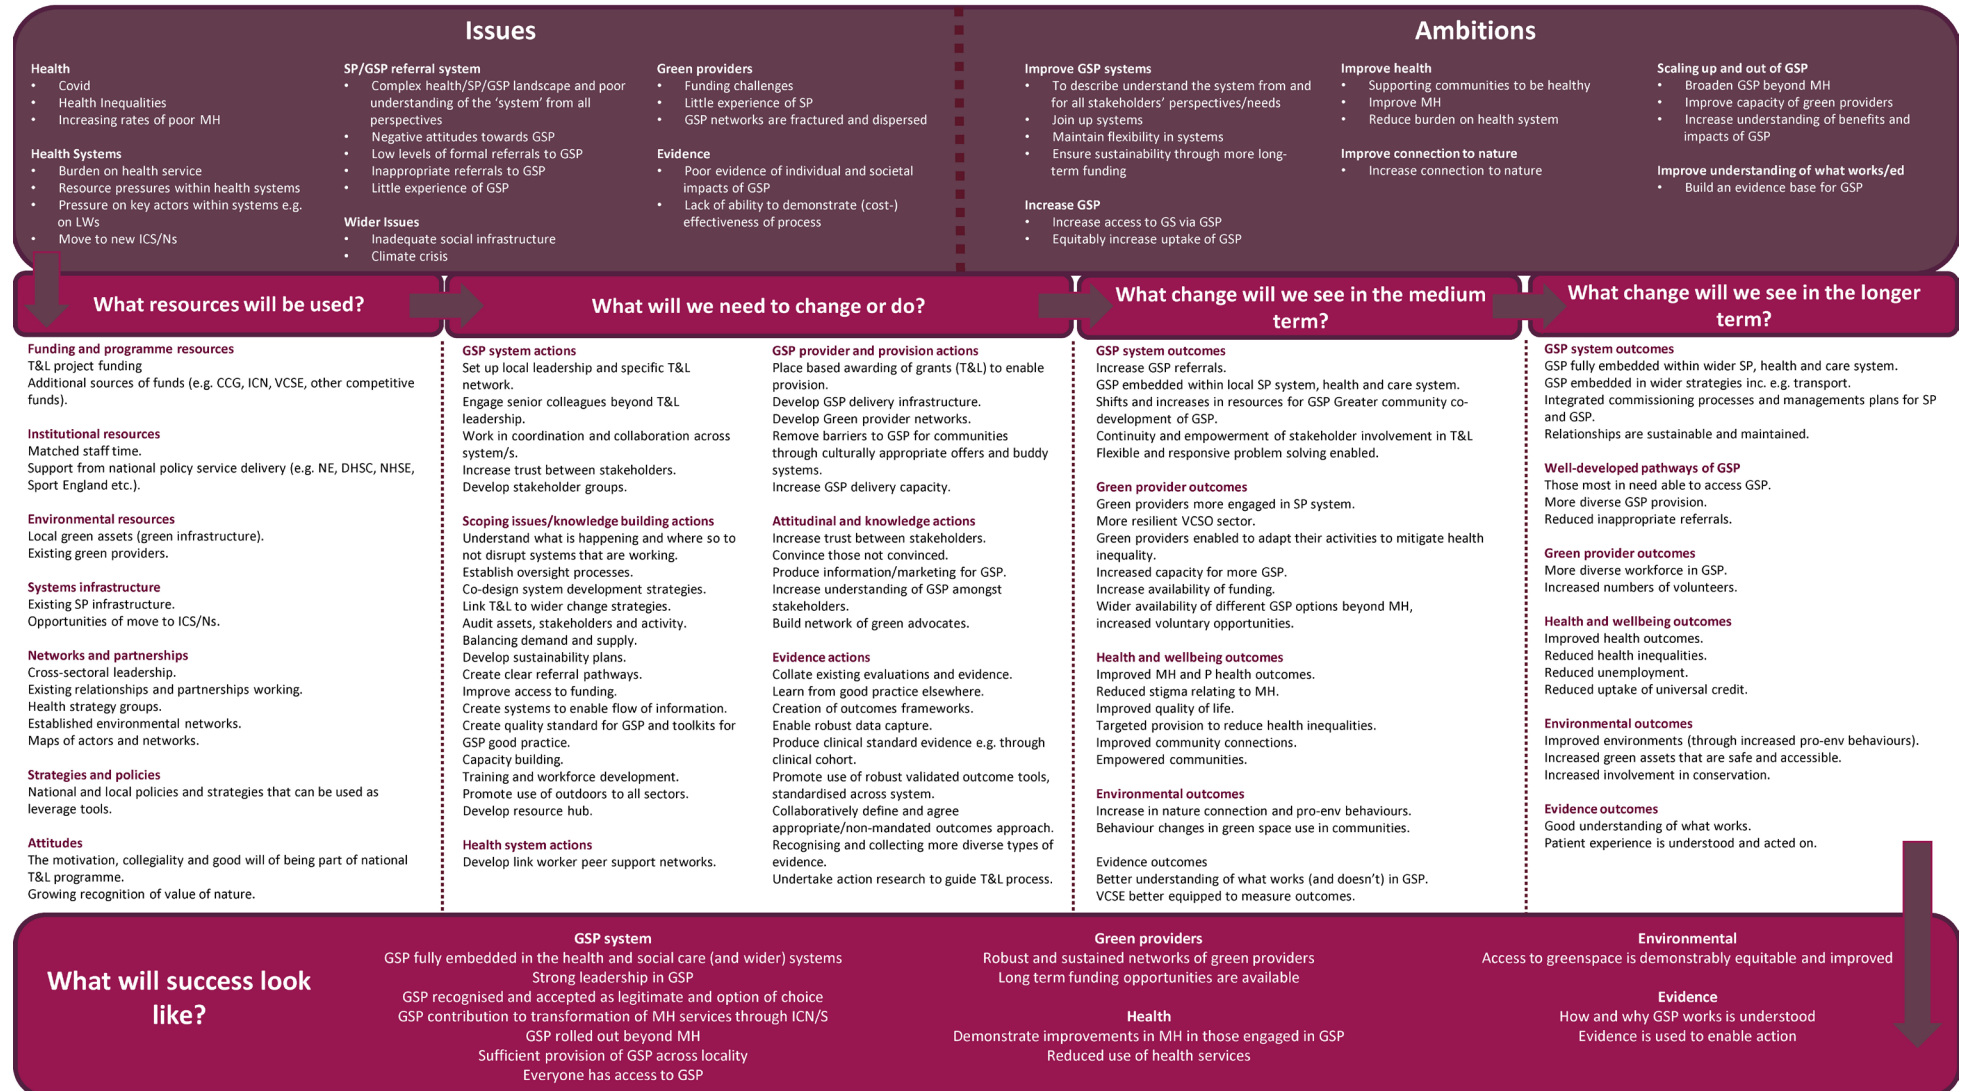 Issues
Health
• Covid
• Health Inequalities
• Increasing rates of poor MH
Health Systems
• Burden on health service
• Resource pressures within health systems
• Pressure on key actors within systems e.g.
on LWs
• Move to new ICS/Ns
SP/GSP referral system
• Complex health/SP/GSP landscape and poor
understanding of the ‘system’ from all
perspectives
• Negative attitudes towards GSP
• Low levels of formal referrals to GSP
• Inappropriate referrals to GSP
• Little experience of GSP
Wider Issues
• Inadequate social infrastructure
• Climate crisis
Green providers
• Funding challenges
• Little experience of SP
• GSP networks are fractured and dispersed
Evidence
• Poor evidence of individual and societal
impacts of GSP
• Lack of ability to demonstrate (cost-)
effectiveness of process
Ambitions
Improve GSP systems
• To describe understand the system from and
for all stakeholders’ perspectives/needs
• Join up systems
• Maintain flexibility in systems
• Ensure sustainability through more long-
term funding
Increase GSP
• Increase access to GS via GSP
• Equitably increase uptake of GSP
Improve health
• Supporting communities to be healthy
• Improve MH
• Reduce burden on health system
Improve connection to nature
• Increase connection to nature
Scaling up and out of GSP
• Broaden GSP beyond MH
• Improve capacity of green providers
• Increase understanding of benefits and
impacts of GSP
Improve understanding of what works/ed
• Build an evidence base for GSP
What resources will be used?
Funding and programme resources
T&L project funding
Additional sources of funds (e.g. CCG, ICN, VCSE, other competitive
funds).
Institutional resources
Matched staff time.
Support from national policy service delivery (e.g. NE, DHSC, NHSE,
Sport England etc.).
Environmental resources
Local green assets (green infrastructure).
Existing green providers.
Systems infrastructure
Existing SP infrastructure.
Opportunities of move to ICS/Ns.
Networks and partnerships
Cross-sectoral leadership.
Existing relationships and partnerships working.
Health strategy groups.
Established environmental networks.
Maps of actors and networks.
Strategies and policies
National and local policies and strategies that can be used as
leverage tools.
Attitudes
The motivation, collegiality and good will of being part of national
T&L programme.
Growing recognition of value of nature.
What will we need to change or do?
GSP system actions
Set up local leadership and specific T&L
network.
Engage senior colleagues beyond T&L
leadership.
Work in coordination and collaboration across
system/s.
Increase trust between stakeholders.
Develop stakeholder groups.
Scoping issues/knowledge building actions
Understand what is happening and where so to
not disrupt systems that are working.
Establish oversight processes.
Co-design system development strategies.
Link T&L to wider change strategies.
Audit assets, stakeholders and activity.
Balancing demand and supply.
Develop sustainability plans.
Create clear referral pathways.
Improve access to funding.
Create systems to enable flow of information.
Create quality standard for GSP and toolkits for
GSP good practice.
Capacity building.
Training and workforce development.
Promote use of outdoors to all sectors.
Develop resource hub.
Health system actions
Develop link worker peer support networks.
GSP provider and provision actions
Place based awarding of grants (T&L) to enable
provision.
Develop GSP delivery infrastructure.
Develop Green provider networks.
Remove barriers to GSP for communities
through culturally appropriate offers and buddy
systems.
Increase GSP delivery capacity.
Attitudinal and knowledge actions
Increase trust between stakeholders.
Convince those not convinced.
Produce information/marketing for GSP.
Increase understanding of GSP amongst
stakeholders.
Build network of green advocates.
Evidence actions
Collate existing evaluations and evidence.
Learn from good practice elsewhere.
Creation of outcomes frameworks.
Enable robust data capture.
Produce clinical standard evidence e.g. through
clinical cohort.
Promote use of robust validated outcome tools,
standardised across system.
Collaboratively define and agree
appropriate/non-mandated outcomes approach.
Recognising and collecting more diverse types of
evidence.
Undertake action research to guide T&L process.
What change will we see in the medium
term?
GSP system outcomes
Increase GSP referrals.
GSP embedded within local SP system, health and care system.
Shifts and increases in resources for GSP Greater community co-
development of GSP.
Continuity and empowerment of stakeholder involvement in T&L
Flexible and responsive problem solving enabled.
Green provider outcomes
Green providers more engaged in SP system.
More resilient VCSO sector.
Green providers enabled to adapt their activities to mitigate health
inequality.
Increased capacity for more GSP.
Increase availability of funding.
Wider availability of different GSP options beyond MH,
increased voluntary opportunities.
Health and wellbeing outcomes
Improved MH and P health outcomes.
Reduced stigma relating to MH.
Improved quality of life.
Targeted provision to reduce health inequalities.
Improved community connections.
Empowered communities.
Environmental outcomes
Increase in nature connection and pro-env behaviours.
Behaviour changes in green space use in communities.
Evidence outcomes
Better understanding of what works (and doesn’t) in GSP.
VCSE better equipped to measure outcomes.
What change will we see in the longer
term?
GSP system outcomes
GSP fully embedded within wider SP, health and care system.
GSP embedded in wider strategies inc. e.g. transport.
Integrated commissioning processes and managements plans for SP
and GSP.
Relationships are sustainable and maintained.
Well-developed pathways of GSP
Those most in need able to access GSP.
More diverse GSP provision.
Reduced inappropriate referrals.
Green provider outcomes
More diverse workforce in GSP.
Increased numbers of volunteers.
Health and wellbeing outcomes
Improved health outcomes.
Reduced health inequalities.
Reduced unemployment.
Reduced uptake of universal credit.
Environmental outcomes
Improved environments (through increased pro-env behaviours).
Increased green assets that are safe and accessible.
Increased involvement in conservation.
Evidence outcomes
Good understanding of what works.
Patient experience is understood and acted on.
What will success look
like?
GSP system
GSP fully embedded in the health and social care (and wider) systems
Strong leadership in GSP
GSP recognised and accepted as legitimate and option of choice
GSP contribution to transformation of MH services through ICN/S
GSP rolled out beyond MH
Sufficient provision of GSP across locality
Everyone has access to GSP
Green providers
Robust and sustained networks of green providers
Long term funding opportunities are available
Health
Demonstrate improvements in MH in those engaged in GSP
Reduced use of health services
Environmental
Access to greenspace is demonstrably equitable and improved
Evidence
How and why GSP works is understood
Evidence is used to enable action